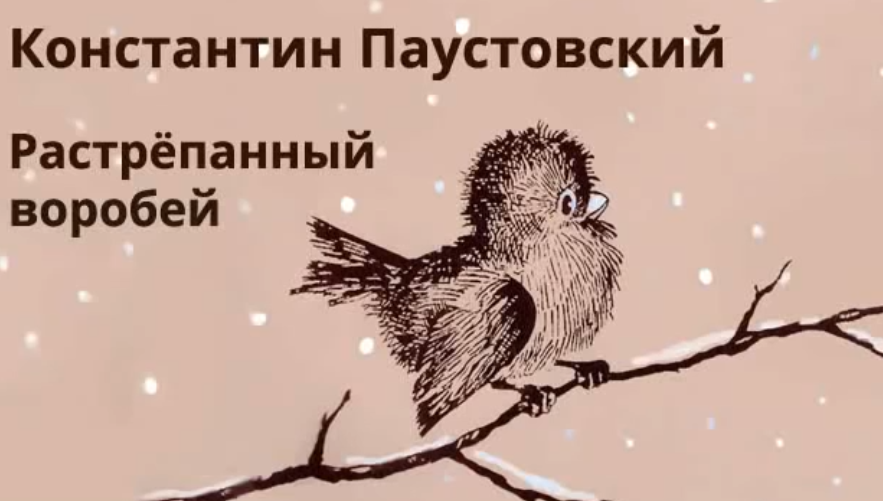 Константин Паустовский
Растрёпанный
воробей